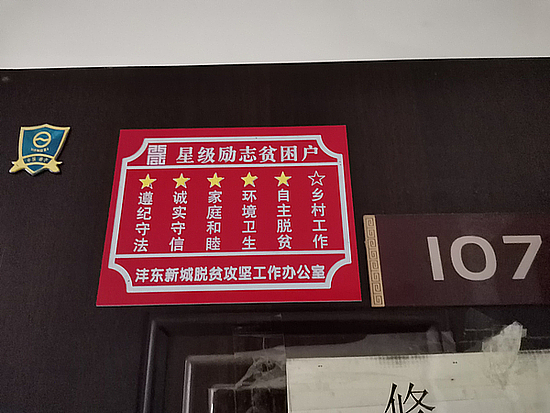 星级励志贫困户
遵纪守法
诚实守信
家庭和睦
环境卫生
自主脱贫
乡村工作
沣东新城脱贫攻坚工作办公室
107
修